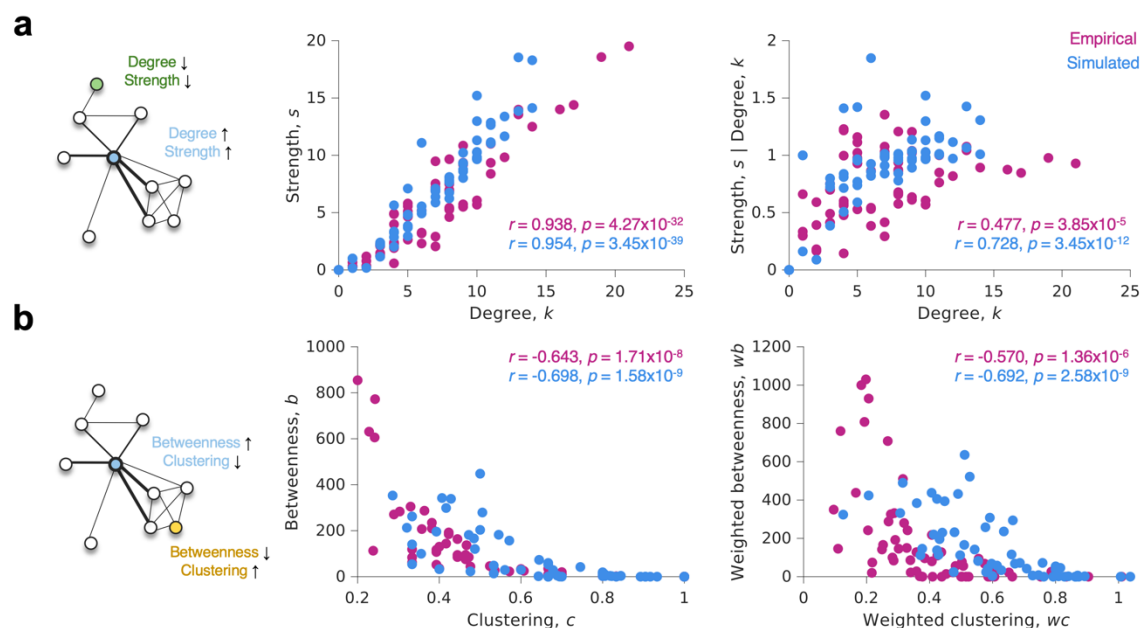 a
Degree ↓
Strength ↓
Degree ↑
Strength ↑
20
15
10
5
0
Strength, s
0 5 10 15 20 25
Degree, k
r = 0.938, p = 4.27x10⁻³²
r = 0.954, p = 3.45x10⁻³⁹
2
1.5
1
0.5
0
Strength, s | Degree, k
0 5 10 15 20 25
Degree, k
Empirical
Simulated
r = 0.477, p = 3.85x10⁻⁵
r = 0.728, p = 3.45x10⁻¹²
b
Betweenness ↑
Clustering ↓
Betweenness ↓
Clustering ↑
1000
800
600
400
200
0
Betweenness, b
0.2 0.4 0.6 0.8 1
Clustering, c
r = -0.643, p = 1.71x10⁻⁸
r = -0.698, p = 1.58x10⁻⁹
1200
1000
800
600
400
200
0
Weighted betweenness, wb
0 0.2 0.4 0.6 0.8 1
Weighted clustering, wc
r = -0.570, p = 1.36x10⁻⁶
r = -0.692, p = 2.58x10⁻⁹